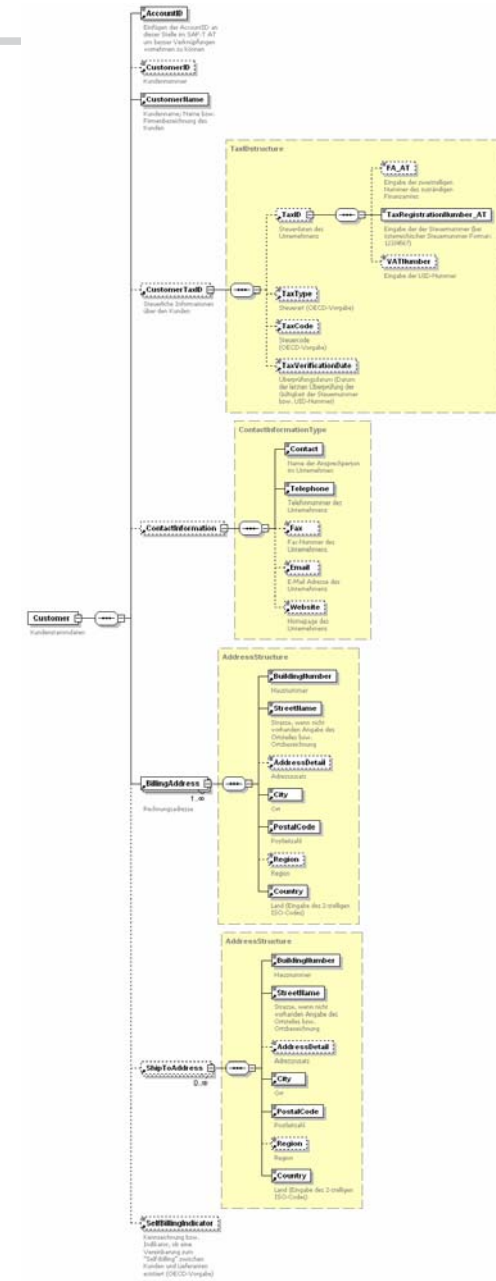 AccountID
Einfügen der AccountID an
dieser Stelle im SAF-T AT
um besser Verknüpfungen
vornehmen zu können
CustomerID
Kundennummer
CustomerName
Kundenname; Name bzw.
Firmenbezeichnung des
Kunden
TaxIDstructure
FA_AT
Eingabe der zweistelligen
Nummer des zuständigen
Finanzamtes
TaxID
Steuerdaten des
Unternehmens
TaxRegistrationNumber_AT
Eingabe der der Steuernummer (bei
österreichischer Steuernummer Format:
VATNumber
Eingabe der UID-Nummer
CustomerTaxID
Steuerliche Informationen
über den Kunden
TaxType
Steuerart (OECD-Vorgabe)
TaxCode
Steuercode
(OECD-Vorgabe)
TaxVerificationDate
Überprüfungsdatum (Datum
der letzten Überprüfung der
Gültigkeit der Steuernummer
bzw. UID-Nummer)
ContactInformationType
Contact
Name der Ansprechperson
im Unternehmen
Telephone
Telefonnummer des
Unternehmens
ContactInformation
Fax
Fax-Nummer des
Unternehmens
Email
E-Mail Adresse des
Unternehmens
Website
Homepage des
Unternehmens
Customer
Kundenstammdaten
AddressStructure
BuildingNumber
Hausnummer
StreetName
Strasse, wenn nicht
vorhanden Angabe des
Ortsteiles bzw.
Ortsbezeichnung
AddressDetail
Adresszusatz
BillingAddress
1..∞
Rechnungsadresse
City
Ort
PostalCode
Postleitzahl
Region
Region
Country
Land (Eingabe des 2-stelligen
ISO-Codes)
AddressStructure
BuildingNumber
Hausnummer
StreetName
Strasse, wenn nicht
vorhanden Angabe des
Ortsteiles bzw.
Ortsbezeichnung
AddressDetail
Adresszusatz
ShipToAddress
0..∞
City
Ort
PostalCode
Postleitzahl
Region
Region
Country
Land (Eingabe des 2-stelligen
ISO-Codes)
SelfBillingIndicator
Kennzeichnung bzw.
Indikator, ob eine
Vereinbarung zum
"Self-Billing" zwischen
Kunden und Lieferanten
existiert (OECD-Vorgabe)